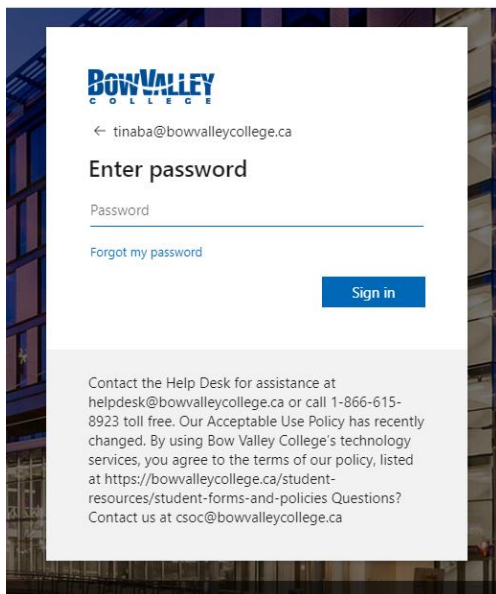 BOW VALLEY
COLLEGE
← tinaba@bowvalleycollege.ca
Enter password
Password
Forgot my password
Sign in
Contact the Help Desk for assistance at
helpdesk@bowvalleycollege.ca or call 1-866-615-
8923 toll free. Our Acceptable Use Policy has recently
changed. By using Bow Valley College's technology
services, you agree to the terms of our policy, listed
at https://bowvalleycollege.ca/student-
resources/student-forms-and-policies Questions?
Contact us at csoc@bowvalleycollege.ca